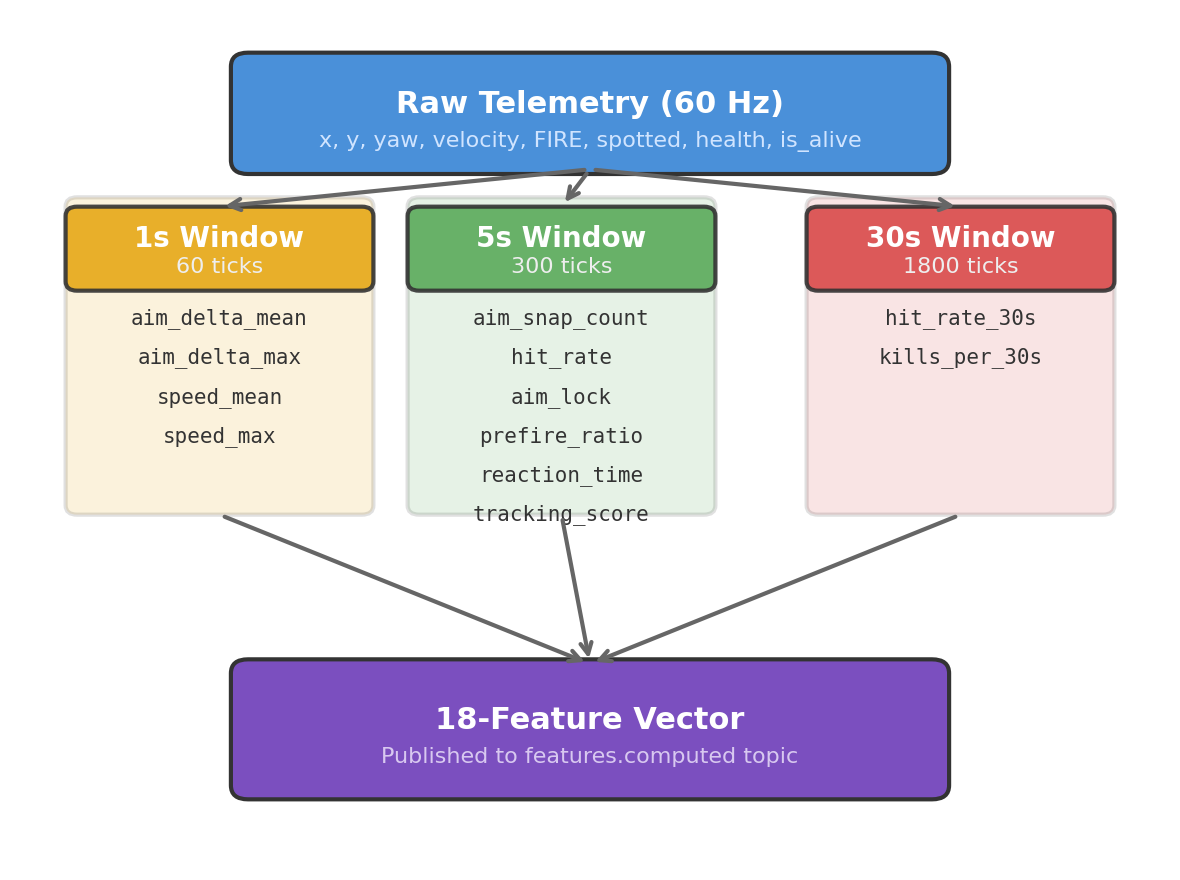 Raw Telemetry (60 Hz)
x, y, yaw, velocity, FIRE, spotted, health, is_alive
1s Window
60 ticks
aim_delta_mean
aim_delta_max
speed_mean
speed_max
5s Window
300 ticks
aim_snap_count
hit_rate
aim_lock
prefire_ratio
reaction_time
tracking_score
30s Window
1800 ticks
hit_rate_30s
kills_per_30s
18-Feature Vector
Published to features.computed topic